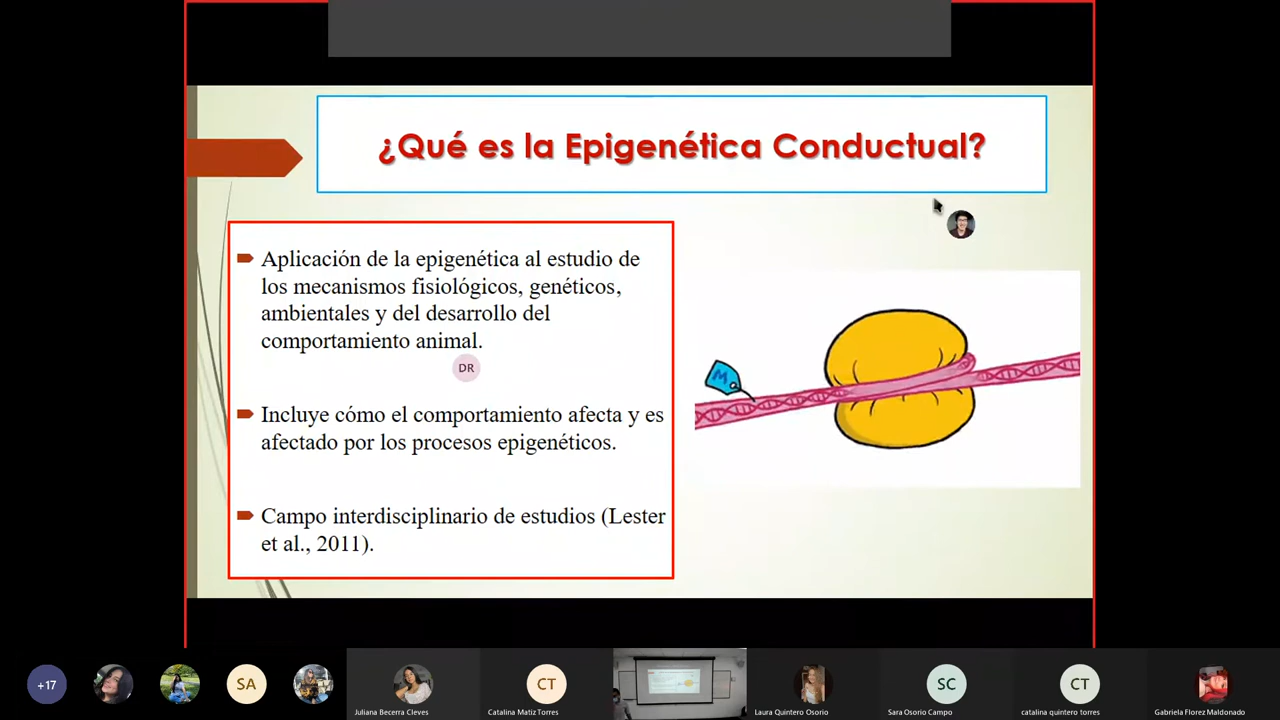 ¿Qué es la Epigenética Conductual?
Aplicación de la epigenética al estudio de
los mecanismos fisiológicos, genéticos,
ambientales y del desarrollo del
comportamiento animal.
DR
Incluye cómo el comportamiento afecta y es
afectado por los procesos epigenéticos.
Campo interdisciplinario de estudios (Lester
et al., 2011).
M
+17
SA
CT
SC
CT
Juliana Becerra Cleves
Catalina Matiz Torres
Laura Quintero Osorio
Sara Osorio Campo
catalina quintero torres
Gabriela Florez Maldonado